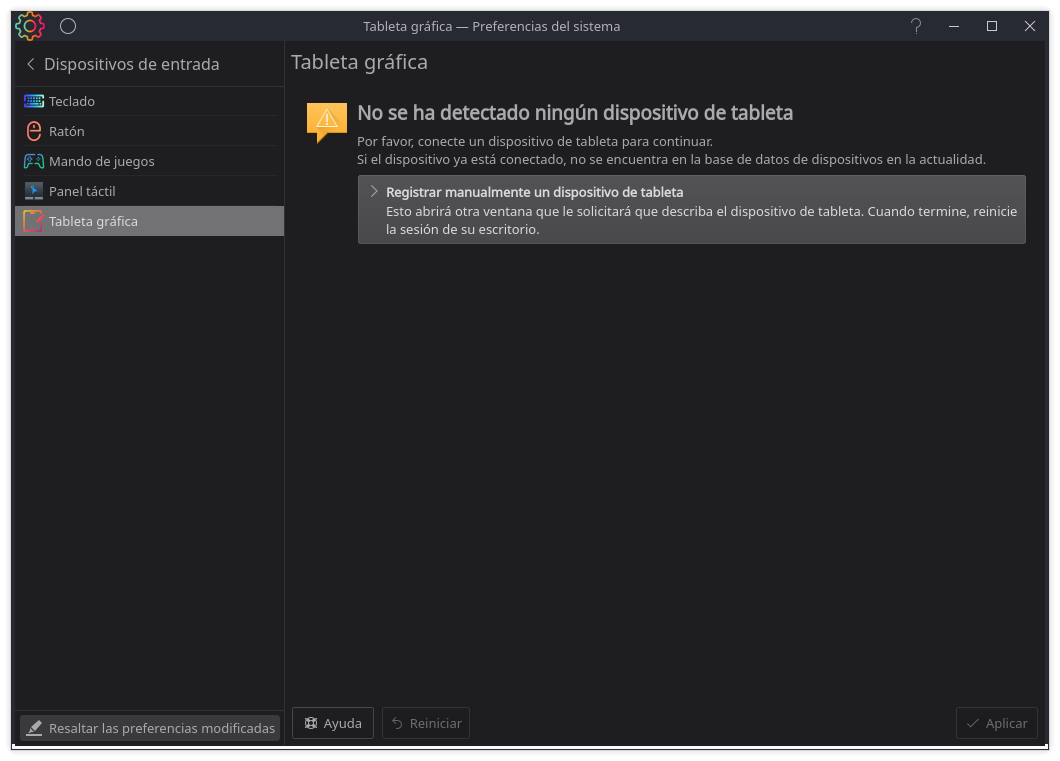 Tableta gráfica — Preferencias del sistema
Dispositivos de entrada
Teclado
Ratón
Mando de juegos
Panel táctil
Tableta gráfica
Resaltar las preferencias modificadas
Tableta gráfica
No se ha detectado ningún dispositivo de tableta
Por favor, conecte un dispositivo de tableta para continuar.
Si el dispositivo ya está conectado, no se encuentra en la base de datos de dispositivos en la actualidad.
Registrar manualmente un dispositivo de tableta
Esto abrirá otra ventana que le solicitará que describa el dispositivo de tableta. Cuando termine, reinicie
la sesión de su escritorio.
Ayuda
Reiniciar
Aplicar